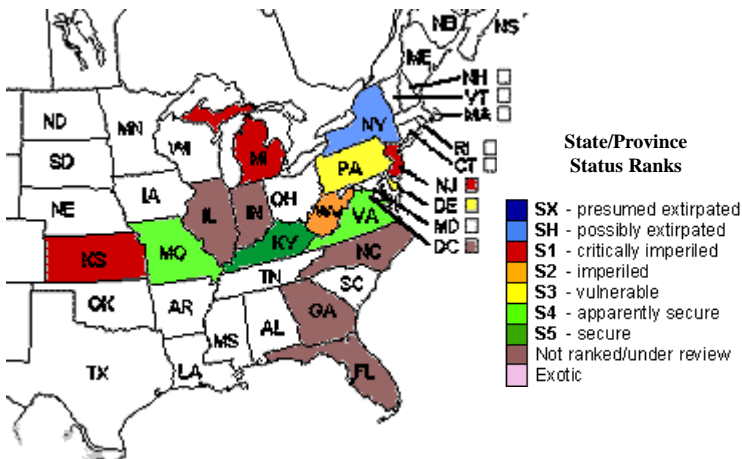 NB
NS
ME
NH
VT
MA
ND
MN
WI
MI
NY
RI
CT
SD
PA
NJ
IA
NE
OH
DE
IL
IN
WV
VA
MD
DC
KS
MO
KY
NC
TN
OK
AR
SC
MS
AL
GA
TX
LA
FL
State/Province
Status Ranks
SX - presumed extirpated
SH - possibly extirpated
S1 - critically imperiled
S2 - imperiled
S3 - vulnerable
S4 - apparently secure
S5 - secure
Not ranked/under review
Exotic